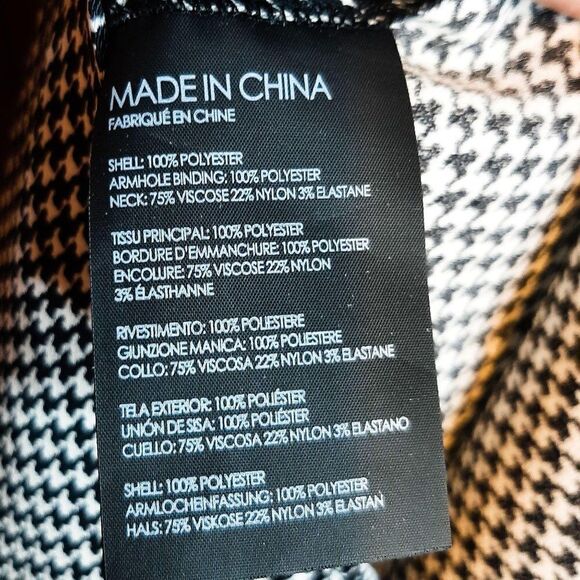 MADE IN CHINA
FABRIQUÉ EN CHINE
SHELL: 100% POLYESTER
ARMHOLE BINDING: 100% POLYESTER
NECK: 75% VISCOSE 22% NYLON 3% ELASTANE
TISSU PRINCIPAL: 100% POLYESTER
BORDURE D'EMMANCHURE: 100% POLYESTER
ENCOLURE: 75% VISCOSE 22% NYLON
3% ÉLASTHANNE
RIVESTIMENTO: 100% POLIESTERE
GIUNZIONE MANICA: 100% POLIESTERE
COLLO: 75% VISCOSA 22% NYLON 3% ELASTANE
TELA EXTERIOR: 100% POLIÉSTER
UNIÓN DE SISA: 100% POLIÉSTER
CUELLO: 75% VISCOSA 22% NYLON 3% ELASTANO
SHELL: 100% POLYESTER
ARMLOCHEINFASSUNG: 100% POLYESTER
HALS: 75% VISKOSE 22% NYLON 3% ELASTAN